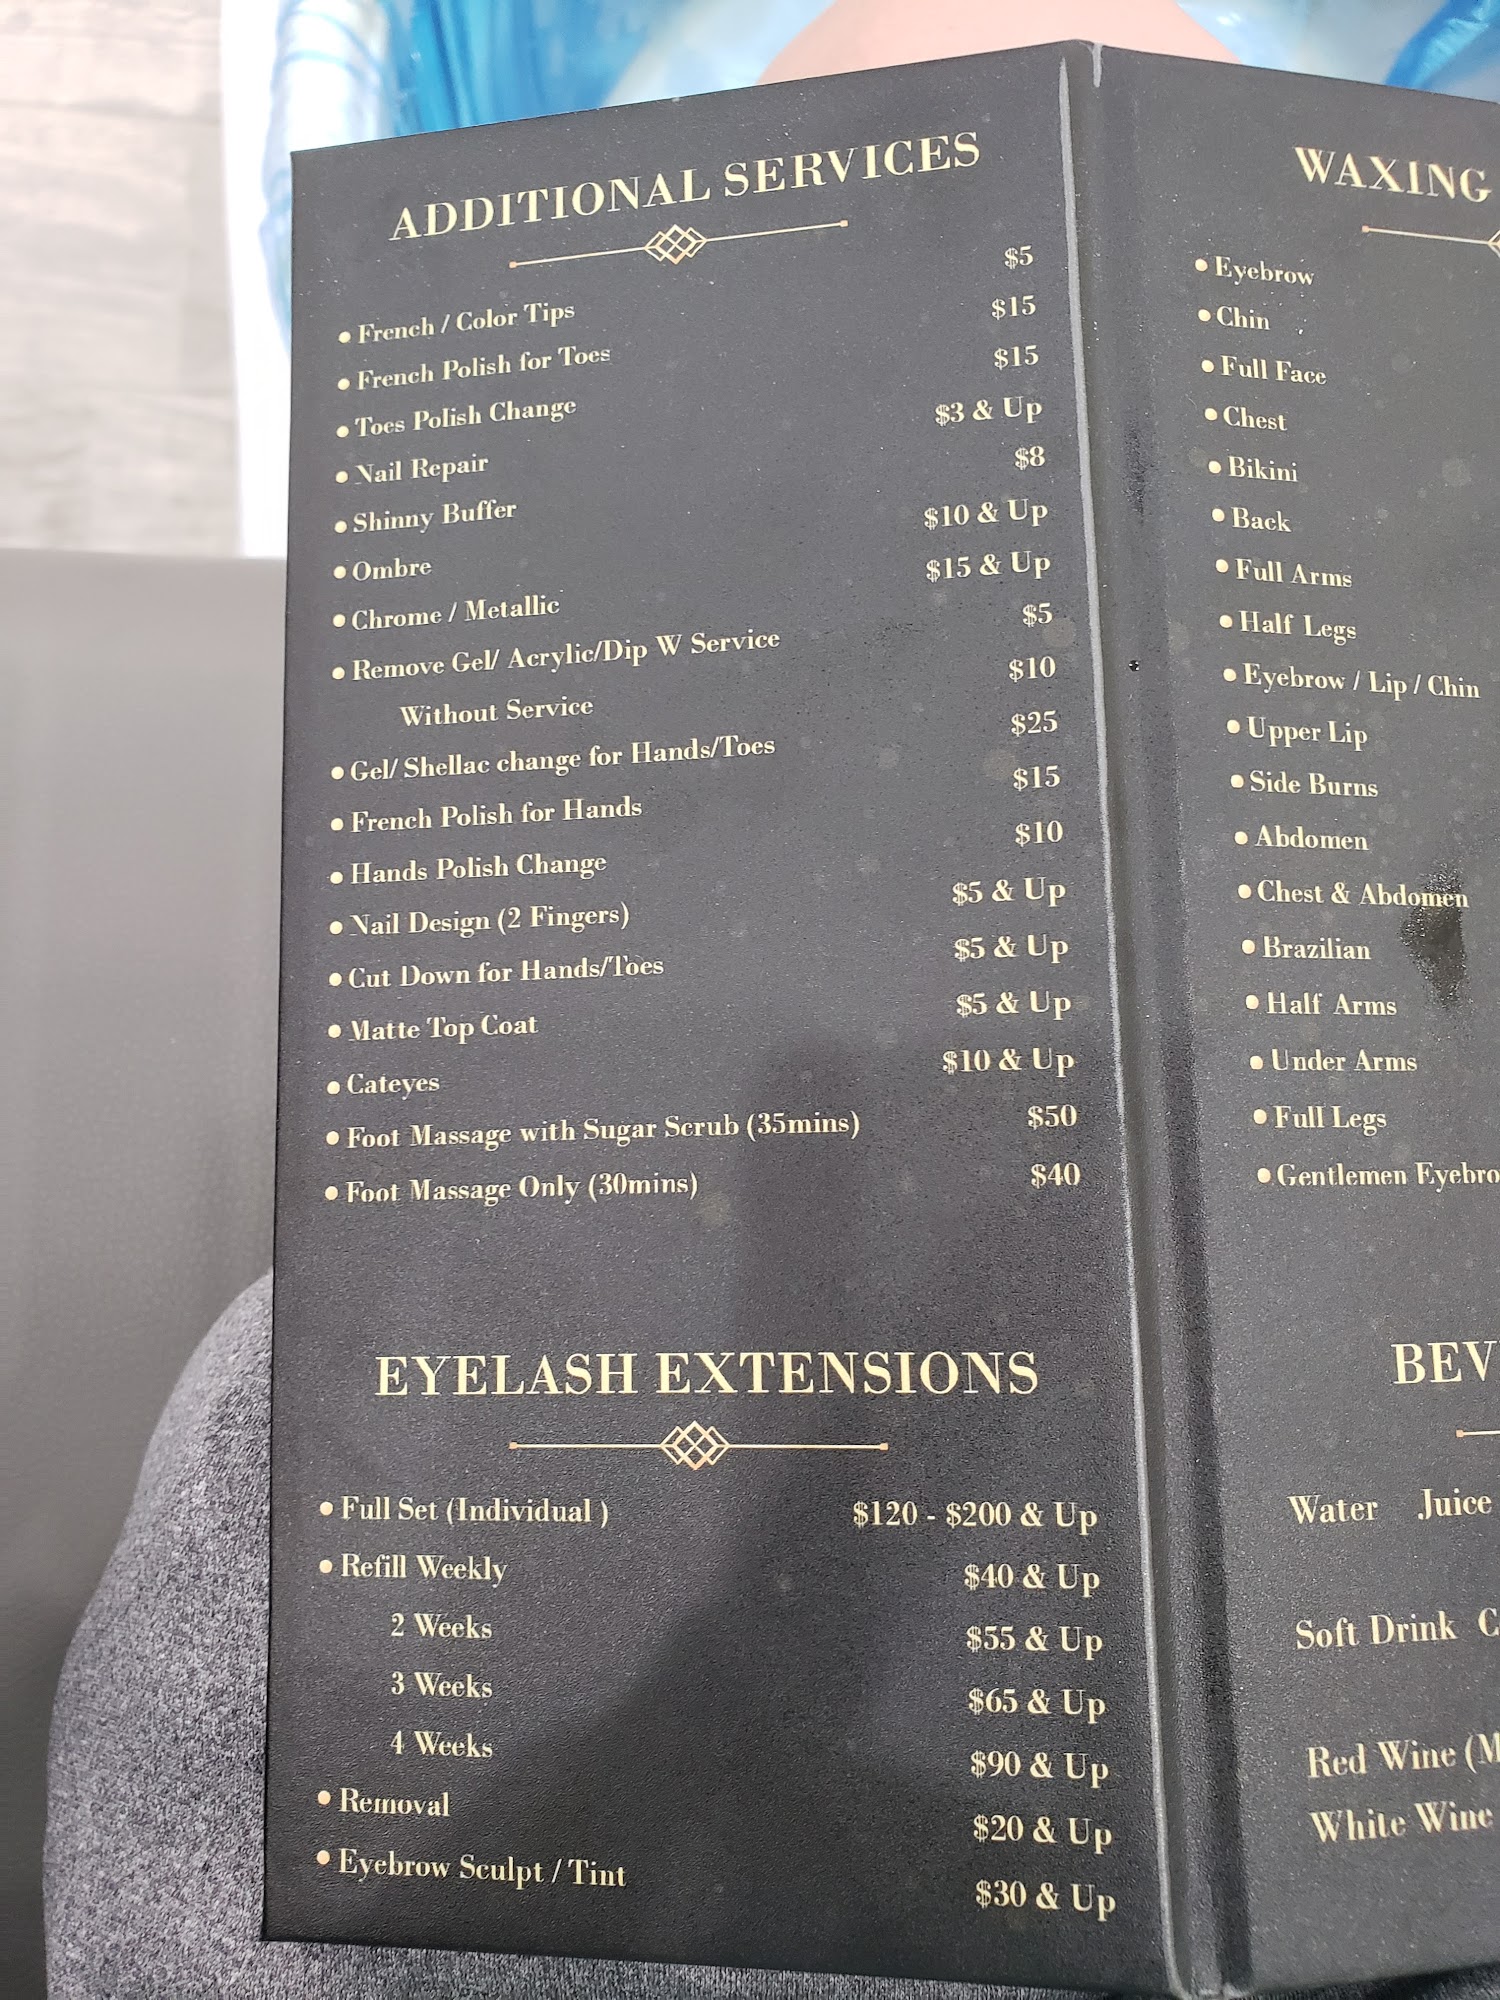 ADDITIONAL SERVICES
• French / Color Tips $5
• French Polish for Toes $15
• Toes Polish Change $15
• Nail Repair $3 & Up
• Shinny Buffer $8
• Ombre $10 & Up
• Chrome / Metallic $15 & Up
• Remove Gel/ Acrylic/Dip W Service $5
Without Service $10
• Gel/ Shellac change for Hands/Toes $25
• French Polish for Hands $15
• Hands Polish Change $10
• Nail Design (2 Fingers) $5 & Up
• Cut Down for Hands/Toes $5 & Up
• Matte Top Coat $5 & Up
• Cateyes $10 & Up
• Foot Massage with Sugar Scrub (35mins) $50
• Foot Massage Only (30mins) $40
EYELASH EXTENSIONS
• Full Set (Individual ) $120 - $200 & Up
• Refill Weekly $40 & Up
2 Weeks $55 & Up
3 Weeks $65 & Up
4 Weeks $90 & Up
• Removal $20 & Up
• Eyebrow Sculpt / Tint $30 & Up
WAXING
• Eyebrow
• Chin
• Full Face
• Chest
• Bikini
• Back
• Full Arms
• Half Legs
• Eyebrow / Lip / Chin
• Upper Lip
• Side Burns
• Abdomen
• Chest & Abdomen
• Brazilian
• Half Arms
• Under Arms
• Full Legs
• Gentlemen Eyebro
BEV
Water Juice
Soft Drink C
Red Wine (M
White Wine